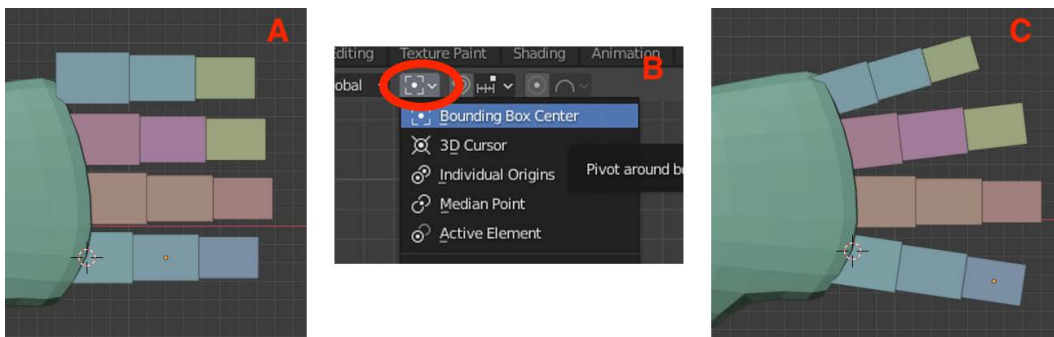 A
B
C
diting Texture Paint Shading Animation
obal
Bounding Box Center
3D Cursor
Individual Origins
Pivot around b
Median Point
Active Element